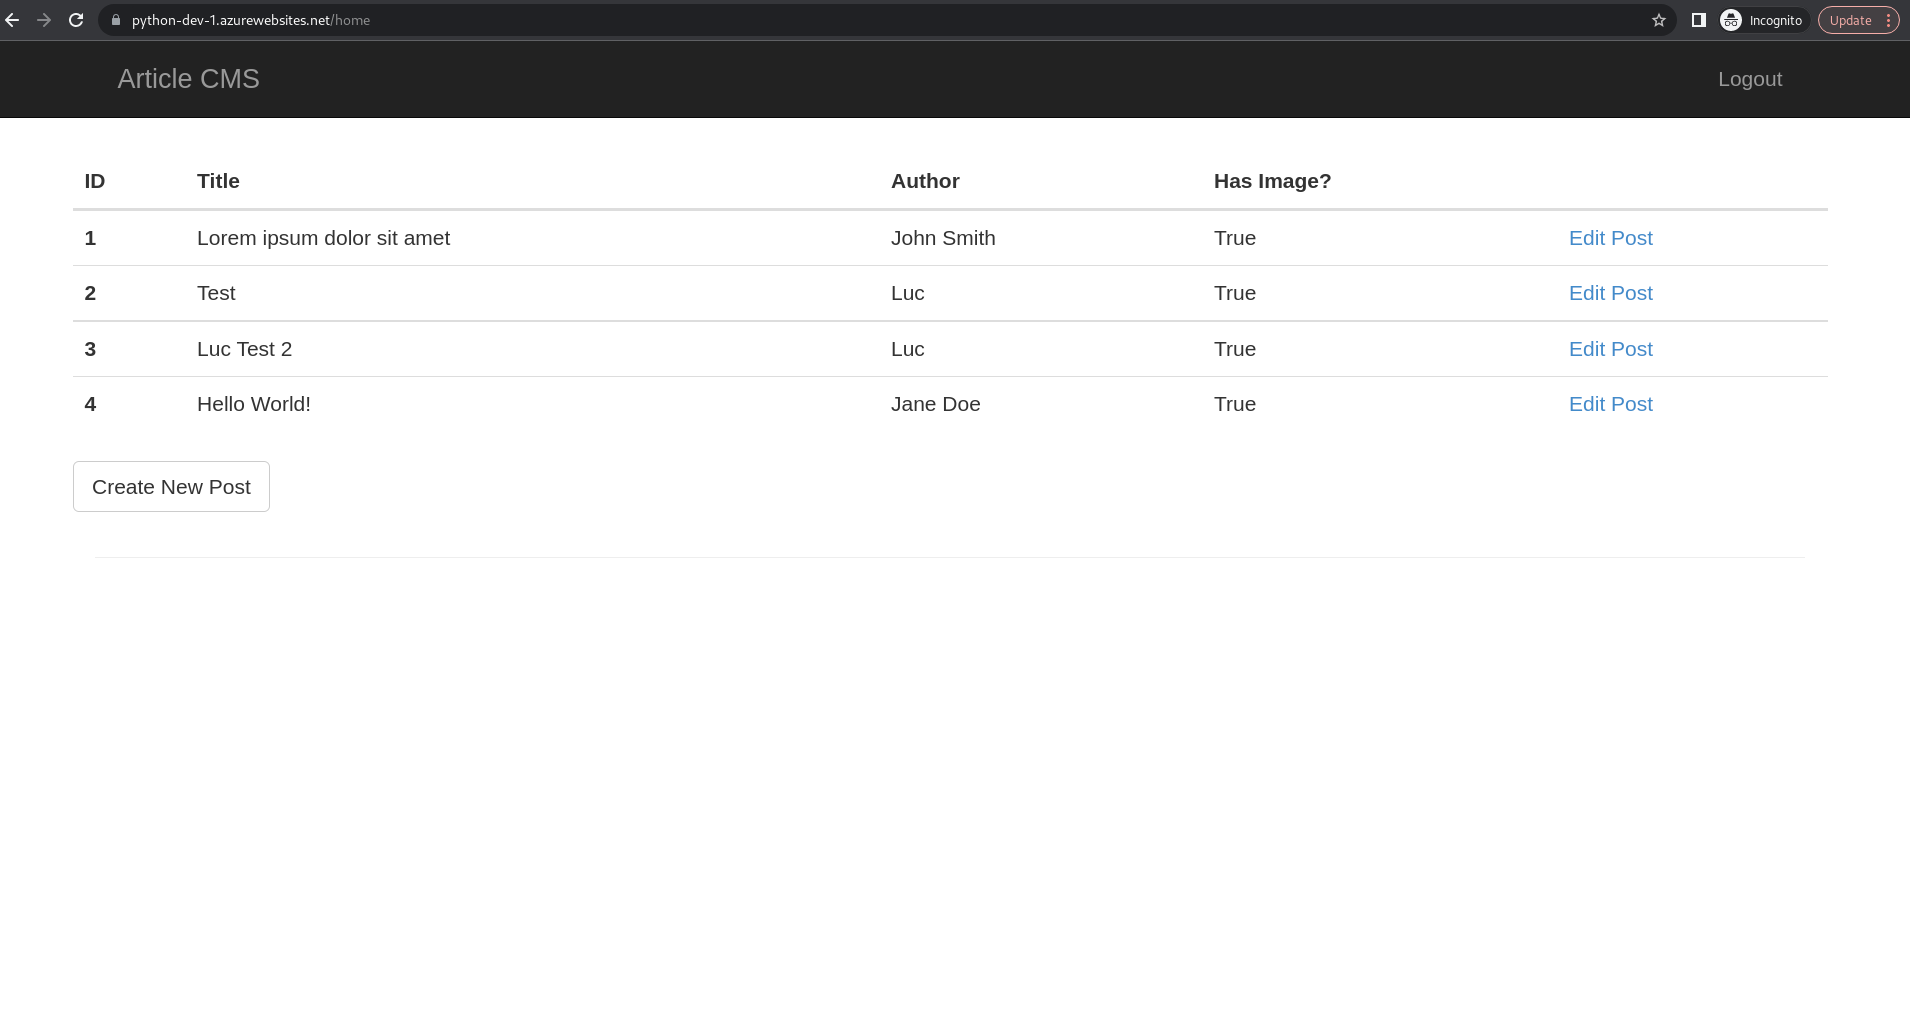 python-dev-1.azurewebsites.net/home Incognito Update
Article CMS Logout
ID Title Author Has Image?
1 Lorem ipsum dolor sit amet John Smith True Edit Post
2 Test Luc True Edit Post
3 Luc Test 2 Luc True Edit Post
4 Hello World! Jane Doe True Edit Post
Create New Post